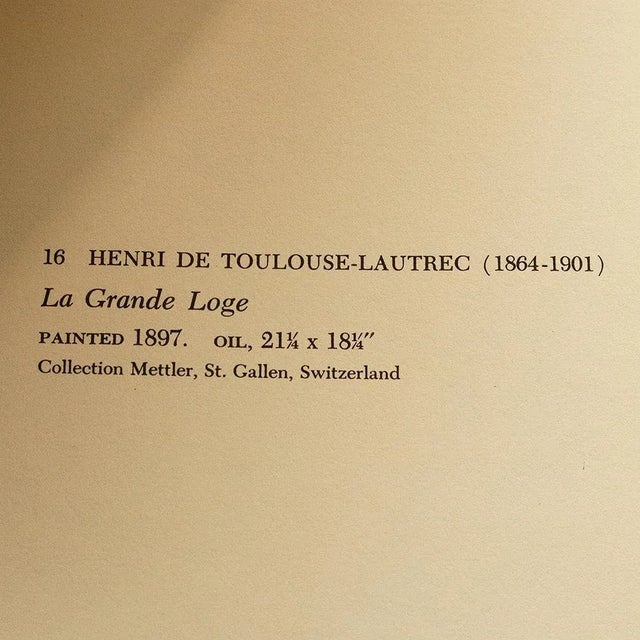 16 HENRI DE TOULOUSE-LAUTREC (1864-1901)
La Grande Loge
PAINTED 1897. OIL, 21¼ x 18¼″
Collection Mettler, St. Gallen, Switzerland